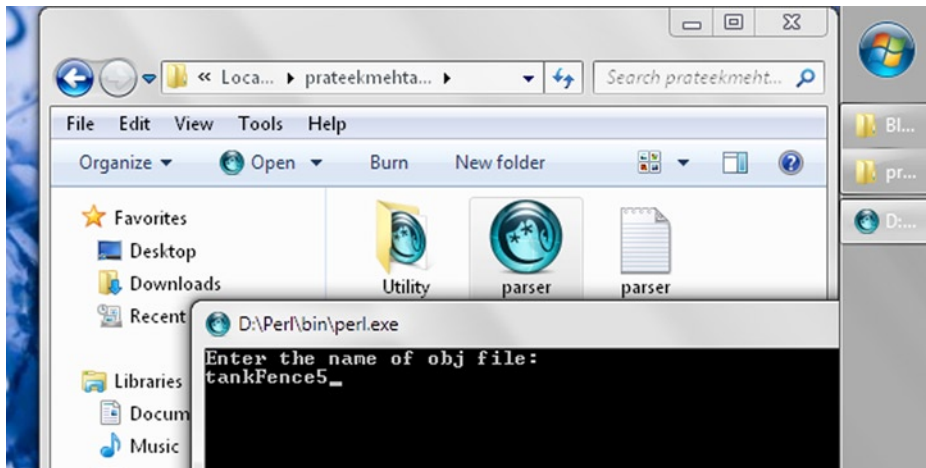 « Loca... prateekmehta...
Search prateekmeht...
File Edit View Tools Help
Organize Open Burn New folder
Bl...
pr...
D:...
Favorites
Desktop
Downloads
Recent
Utility
parser
parser
D:\Perl\bin\perl.exe
Enter the name of obj file:
tankFence5_
Libraries
Docum
Music